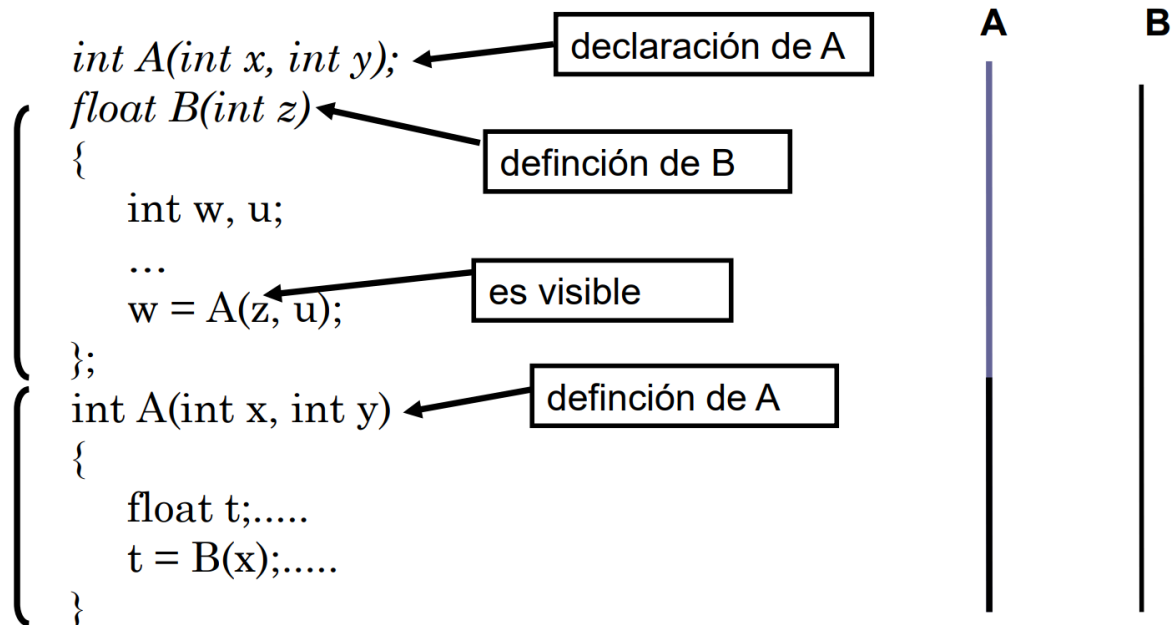 A B
int A(int x, int y); declaración de A
float B(int z)
{ definción de B
int w, u;
...
w = A(z, u); es visible
};
int A(int x, int y) definción de A
{
float t;.....
t = B(x);.....
}